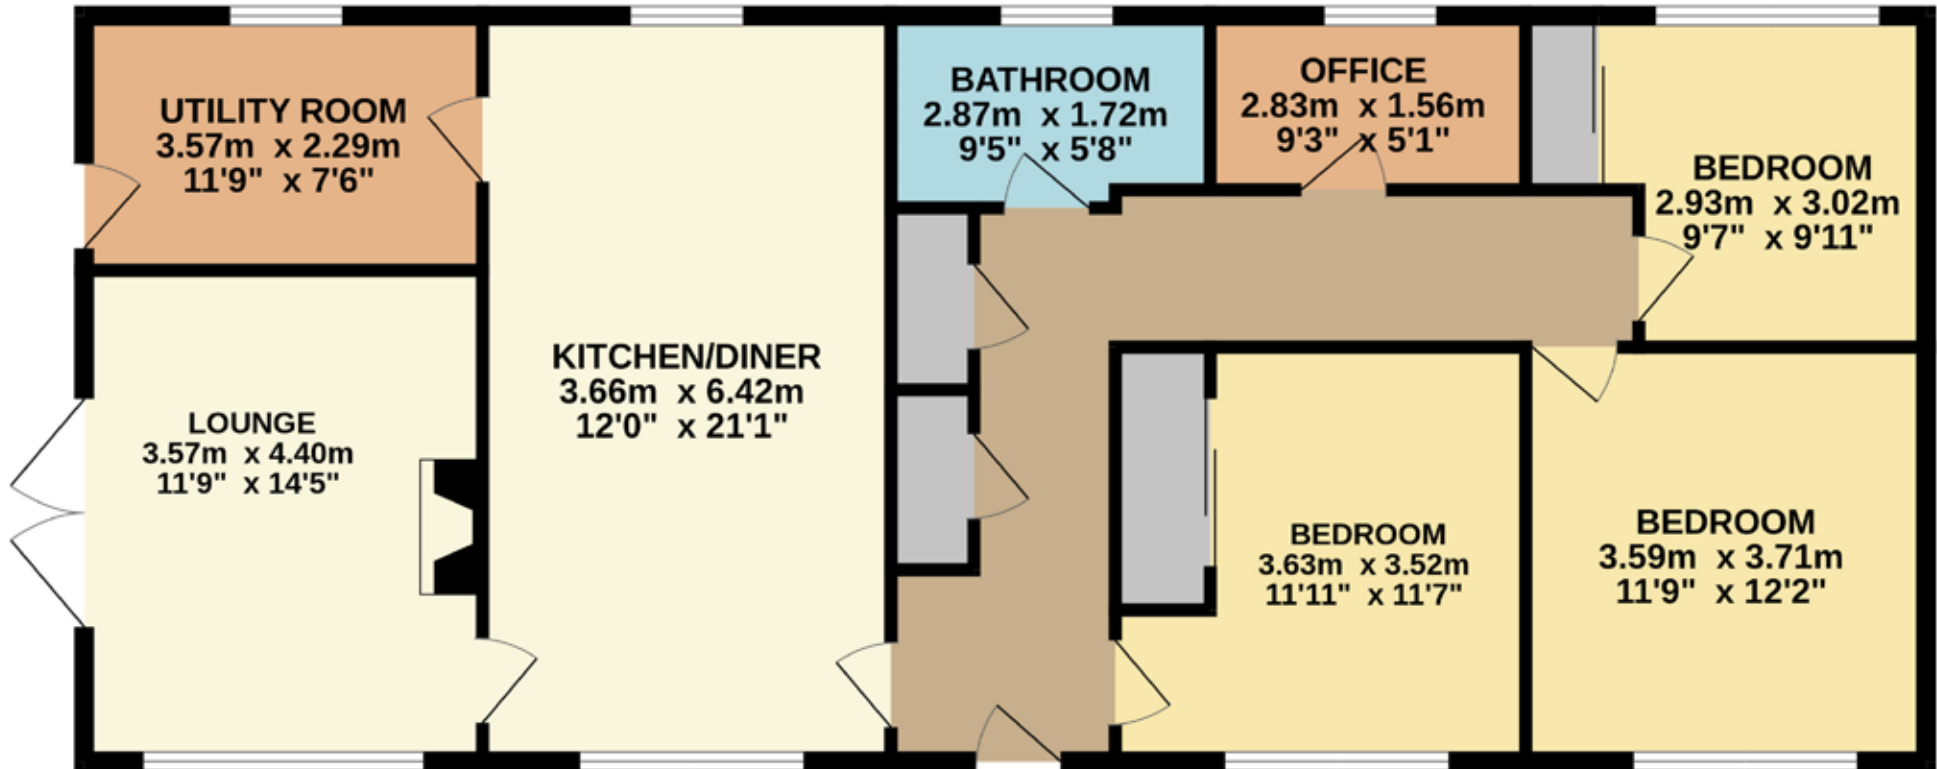 UTILITY ROOM
3.57m x 2.29m
11'9" x 7'6"
BATHROOM
2.87m x 1.72m
9'5" x 5'8"
OFFICE
2.83m x 1.56m
9'3" x 5'1"
BEDROOM
2.93m x 3.02m
9'7" x 9'11"
KITCHEN/DINER
3.66m x 6.42m
12'0" x 21'1"
LOUNGE
3.57m x 4.40m
11'9" x 14'5"
BEDROOM
3.63m x 3.52m
11'11" x 11'7"
BEDROOM
3.59m x 3.71m
11'9" x 12'2"